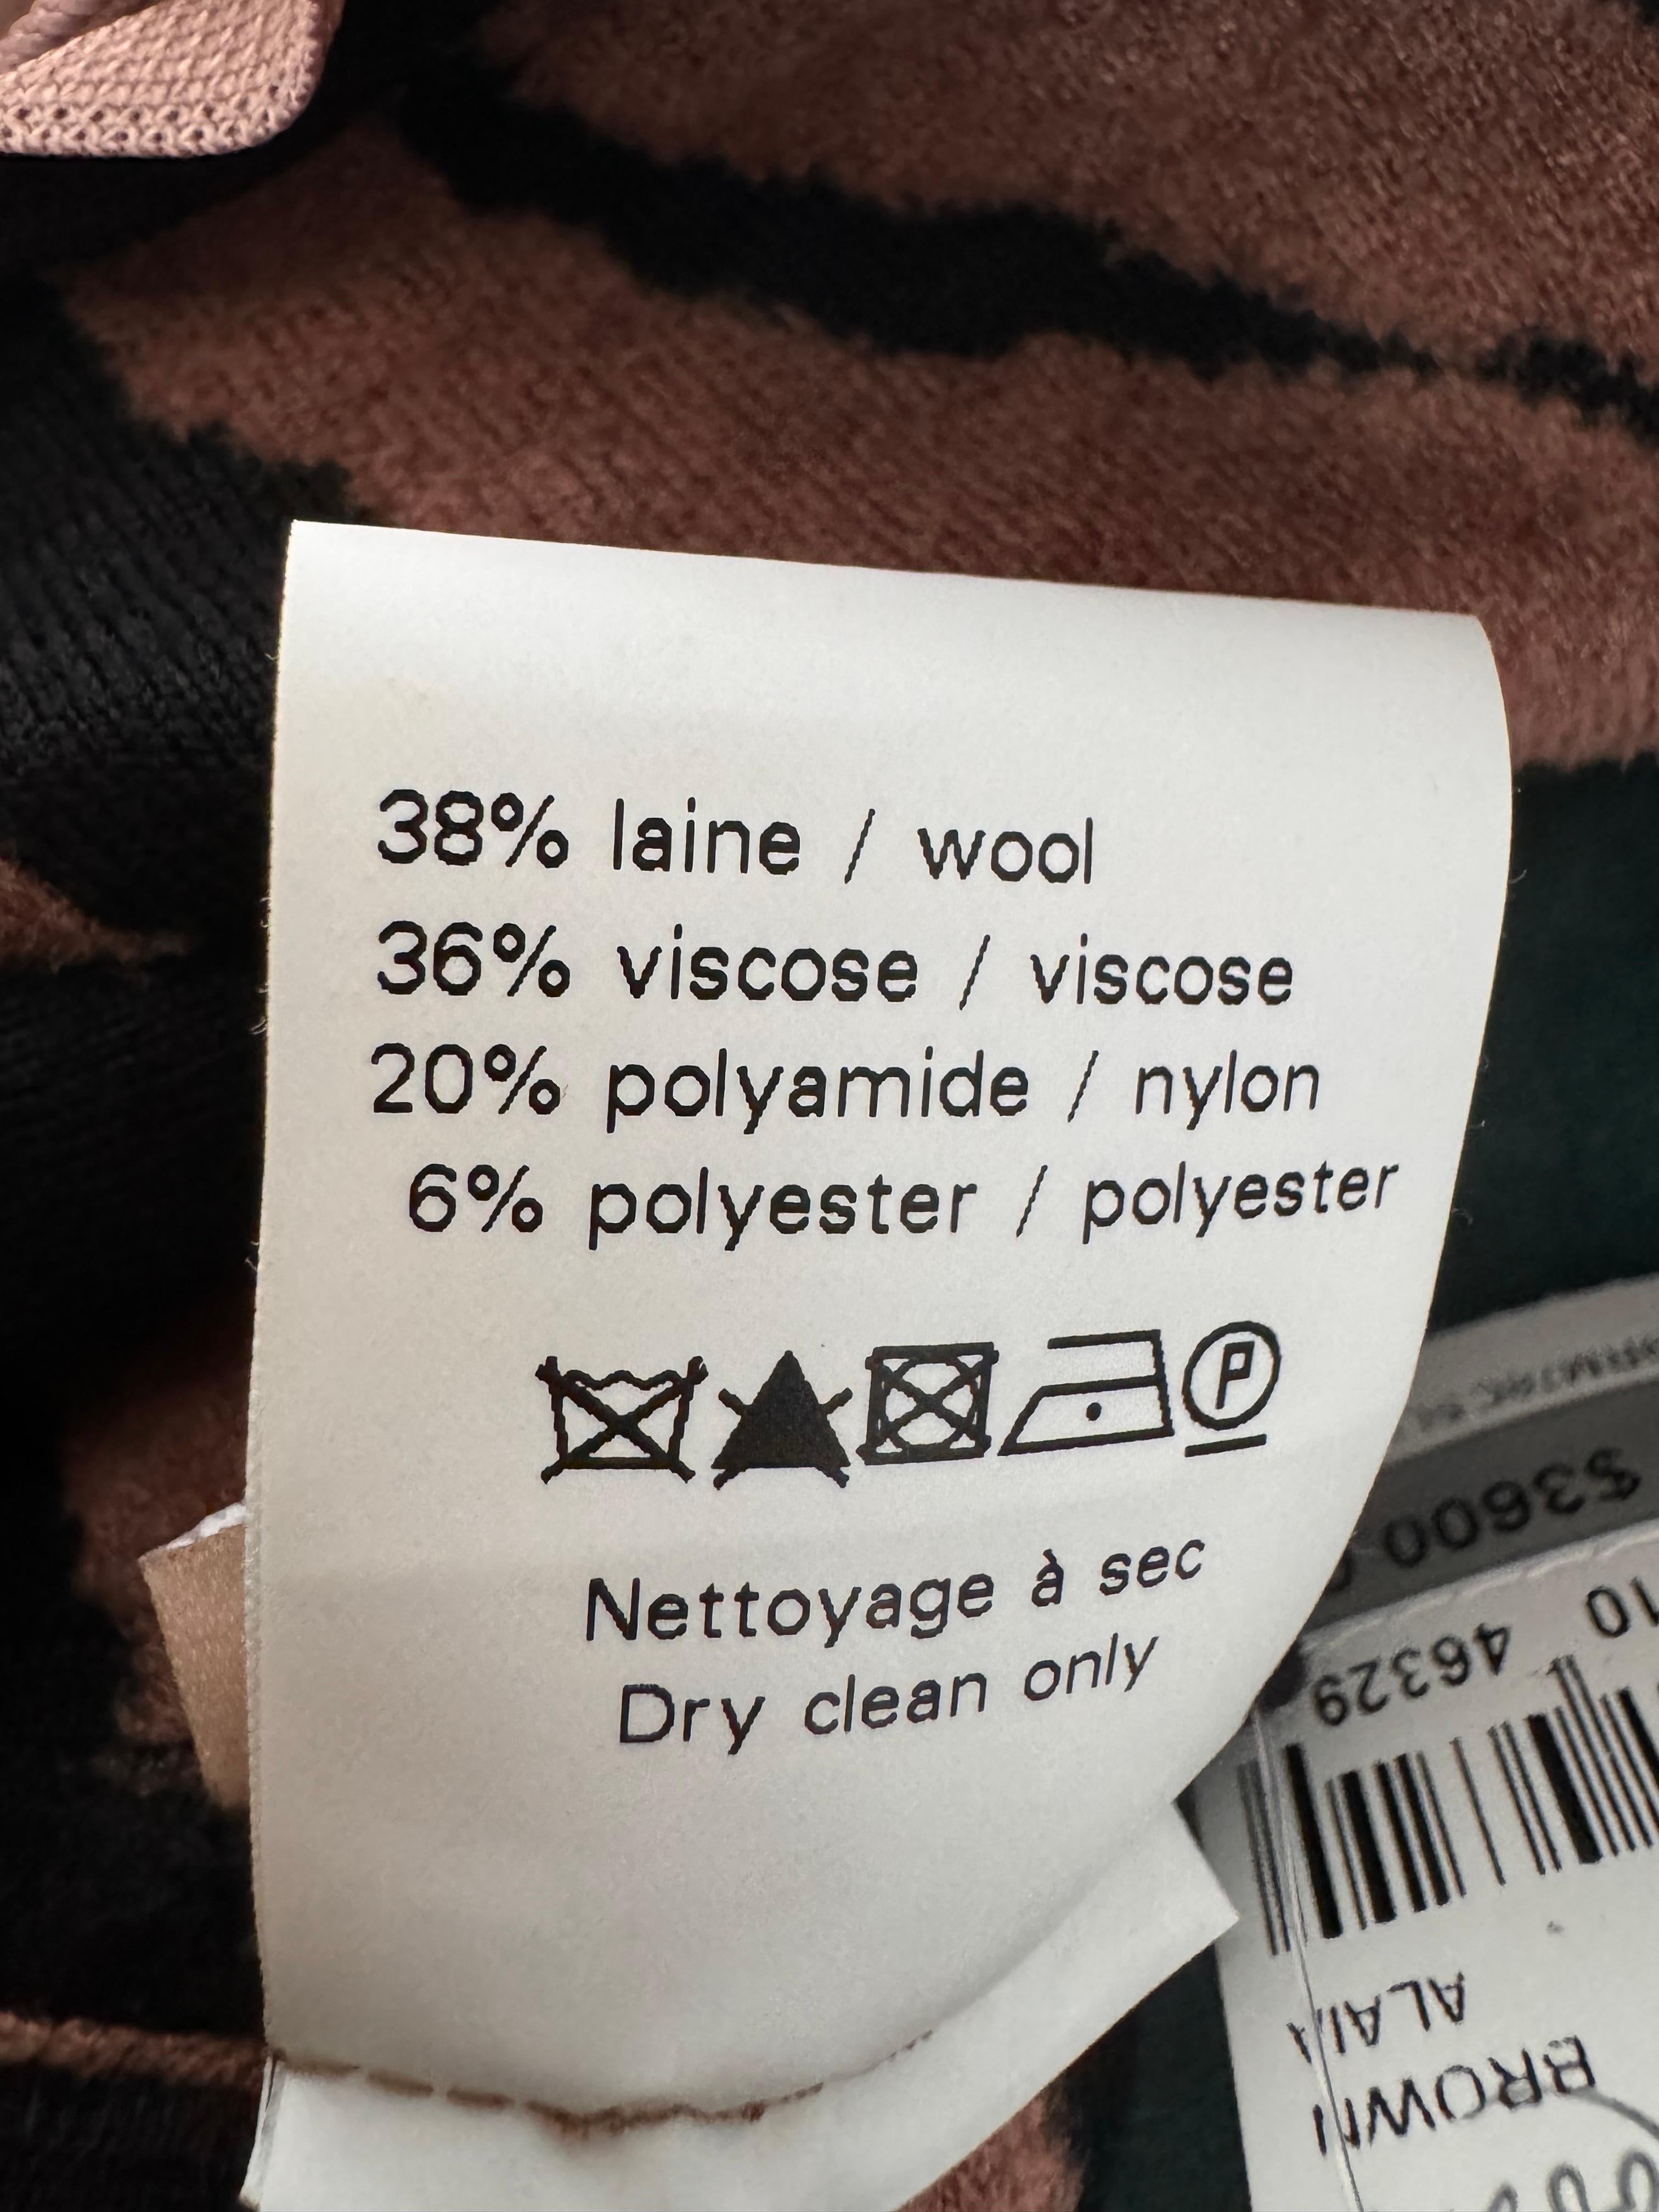 38% laine / wool
36% viscose / viscose
20% polyamide / nylon
6% polyester / polyester
P
Nettoyage à sec
Dry clean only
$3600
10
46329
ALAIA
BROWN